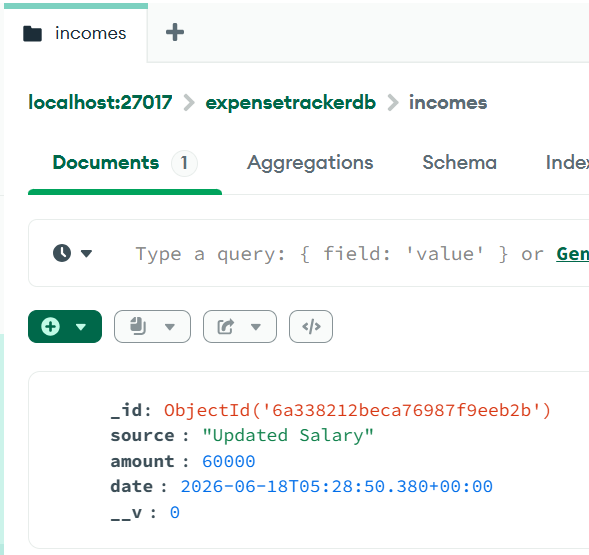 incomes
localhost:27017 expensetrackerdb incomes
Documents 1 Aggregations Schema Index
Type a query: { field: 'value' } or Gen
</>
_id: ObjectId('6a338212beca76987f9eeb2b')
source : "Updated Salary"
amount : 60000
date : 2026-06-18T05:28:50.380+00:00
__v : 0